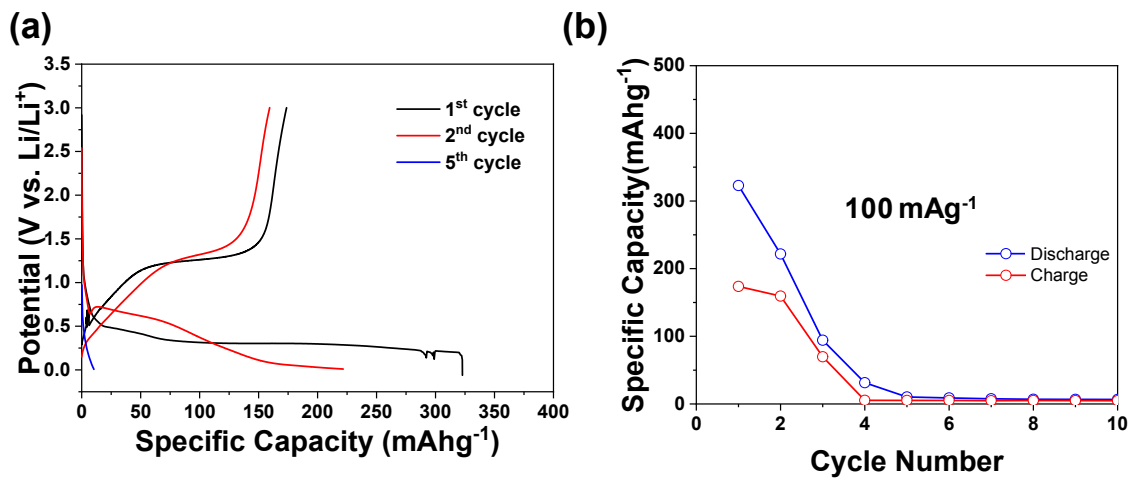 (a)
3.5
3.0
2.5
2.0
1.5
1.0
0.5
0.0
Potential (V vs. Li/Li⁺)
1ˢᵗ cycle
2ⁿᵈ cycle
5ᵗʰ cycle
0 50 100 150 200 250 300 350 400
Specific Capacity (mAhg⁻¹)
(b)
500
400
300
200
100
0
Specific Capacity(mAhg⁻¹)
100 mAg⁻¹
Discharge
Charge
0 2 4 6 8 10
Cycle Number